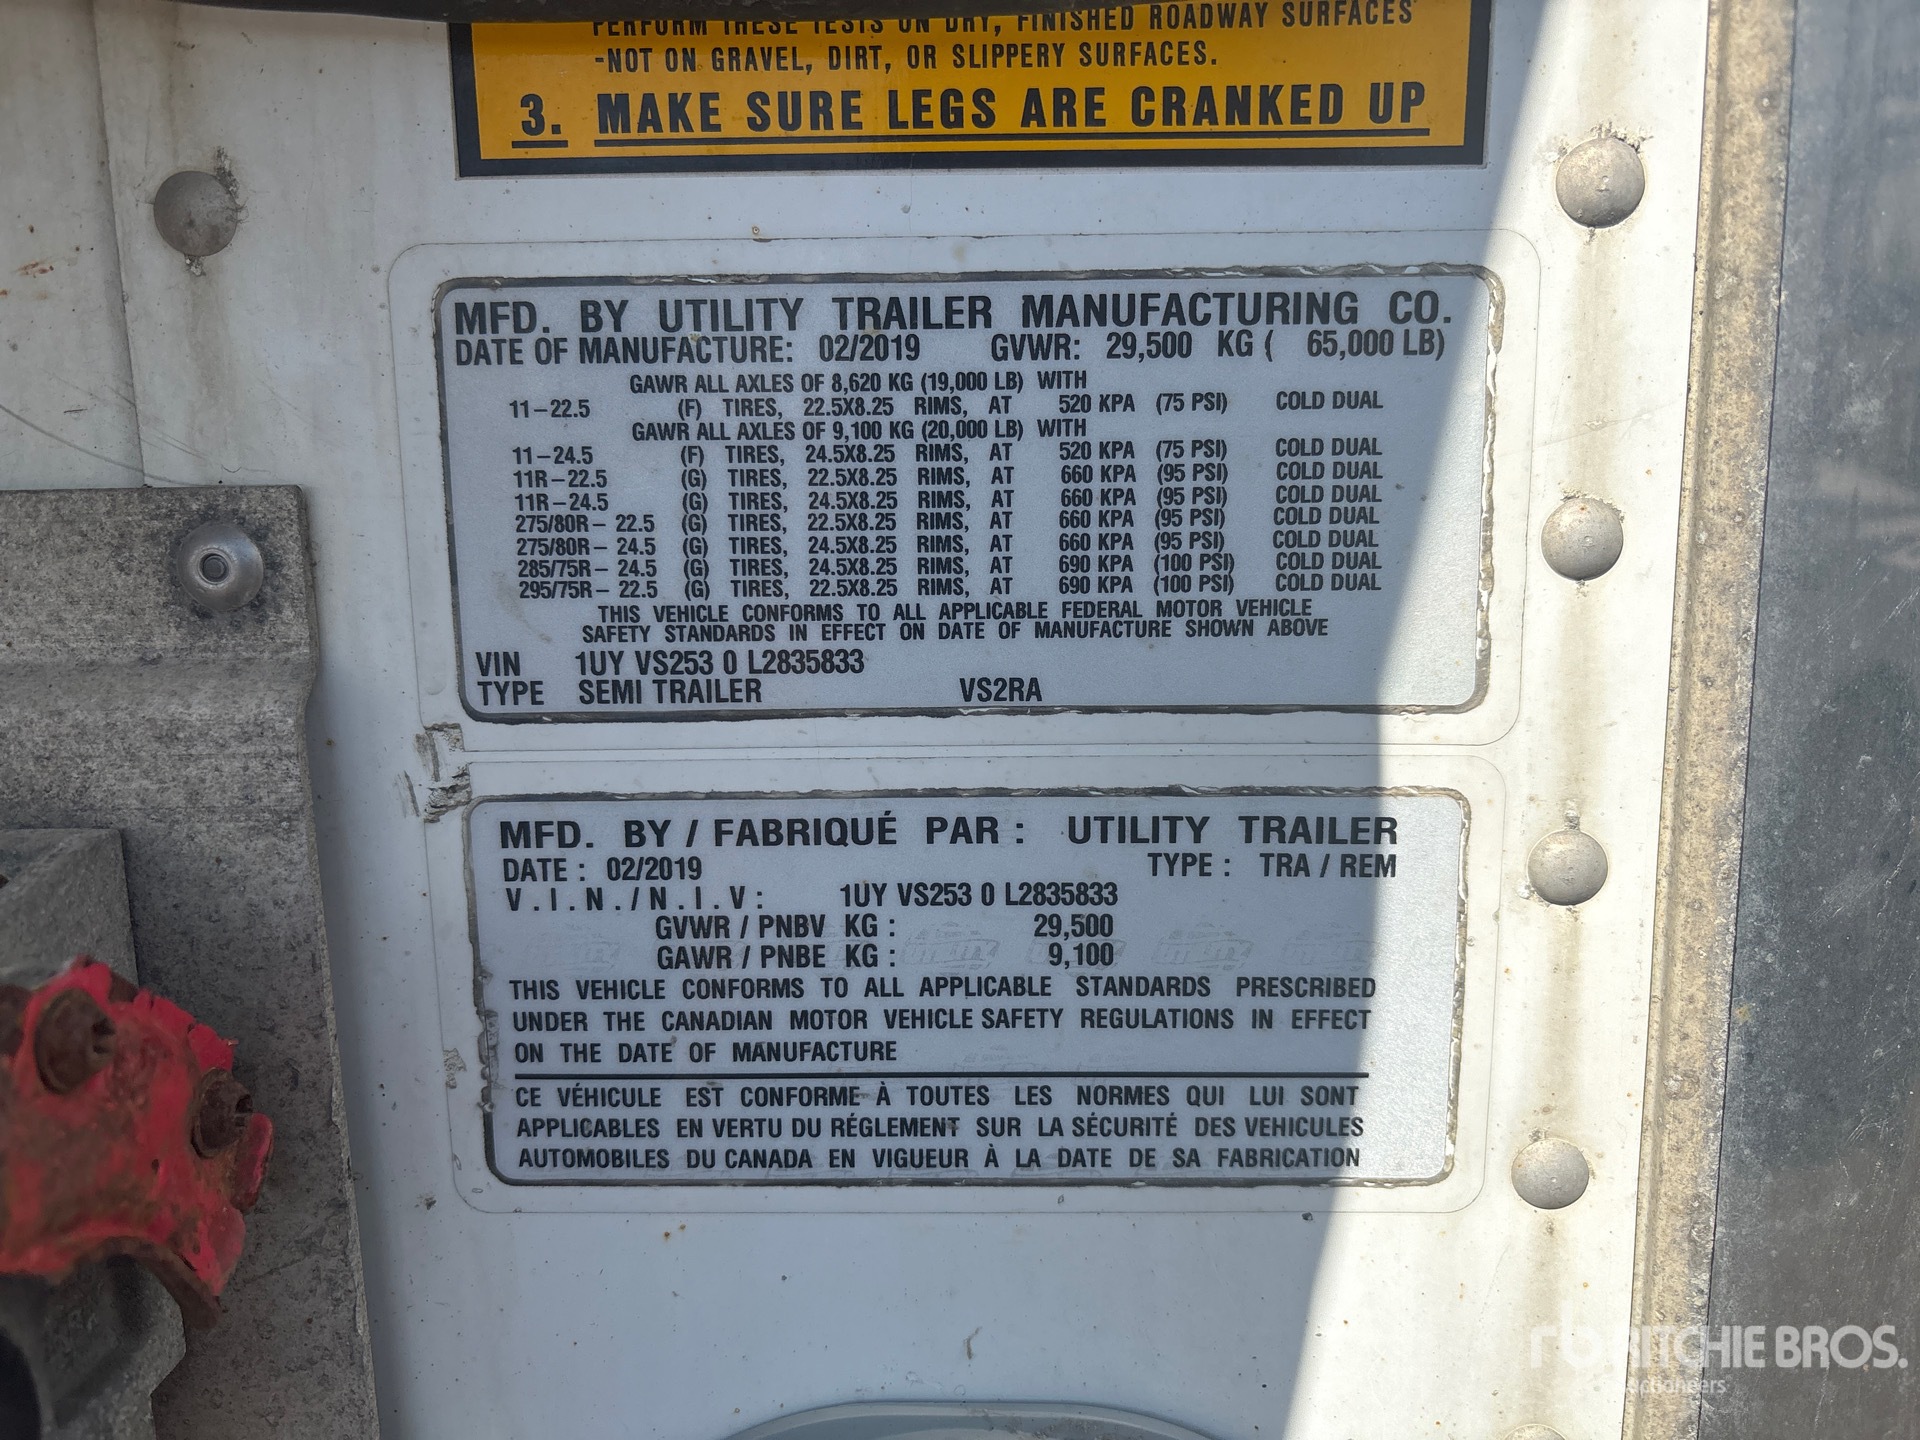 PERFORM THESE TESTS ON DRY, FINISHED ROADWAY SURFACES
-NOT ON GRAVEL, DIRT, OR SLIPPERY SURFACES.
3. MAKE SURE LEGS ARE CRANKED UP
MFD. BY UTILITY TRAILER MANUFACTURING CO.
DATE OF MANUFACTURE: 02/2019 GVWR: 29,500 KG ( 65,000 LB)
GAWR ALL AXLES OF 8,620 KG (19,000 LB) WITH
11-22.5 (F) TIRES, 22.5X8.25 RIMS, AT 520 KPA (75 PSI) COLD DUAL
GAWR ALL AXLES OF 9,100 KG (20,000 LB) WITH
11-24.5 (F) TIRES, 24.5X8.25 RIMS, AT 520 KPA (75 PSI) COLD DUAL
11R-22.5 (G) TIRES, 22.5X8.25 RIMS, AT 660 KPA (95 PSI) COLD DUAL
11R-24.5 (G) TIRES, 24.5X8.25 RIMS, AT 660 KPA (95 PSI) COLD DUAL
275/80R- 22.5 (G) TIRES, 22.5X8.25 RIMS, AT 660 KPA (95 PSI) COLD DUAL
275/80R- 24.5 (G) TIRES, 24.5X8.25 RIMS, AT 660 KPA (95 PSI) COLD DUAL
285/75R- 24.5 (G) TIRES, 24.5X8.25 RIMS, AT 690 KPA (100 PSI) COLD DUAL
295/75R- 22.5 (G) TIRES, 22.5X8.25 RIMS, AT 690 KPA (100 PSI) COLD DUAL
THIS VEHICLE CONFORMS TO ALL APPLICABLE FEDERAL MOTOR VEHICLE
SAFETY STANDARDS IN EFFECT ON DATE OF MANUFACTURE SHOWN ABOVE
VIN 1UY VS253 0 L2835833
TYPE SEMI TRAILER VS2RA
MFD. BY / FABRIQUÉ PAR : UTILITY TRAILER
DATE : 02/2019 TYPE : TRA / REM
V.I.N./N.I.V: 1UY VS253 0 L2835833
GVWR / PNBV KG : 29,500
GAWR / PNBE KG : 9,100
THIS VEHICLE CONFORMS TO ALL APPLICABLE STANDARDS PRESCRIBED
UNDER THE CANADIAN MOTOR VEHICLE SAFETY REGULATIONS IN EFFECT
ON THE DATE OF MANUFACTURE
CE VÉHICULE EST CONFORME À TOUTES LES NORMES QUI LUI SONT
APPLICABLES EN VERTU DU RÉGLEMENT SUR LA SÉCURITÉ DES VEHICULES
AUTOMOBILES DU CANADA EN VIGUEUR À LA DATE DE SA FABRICATION
rb RITCHIE BROS.
Auctioneers